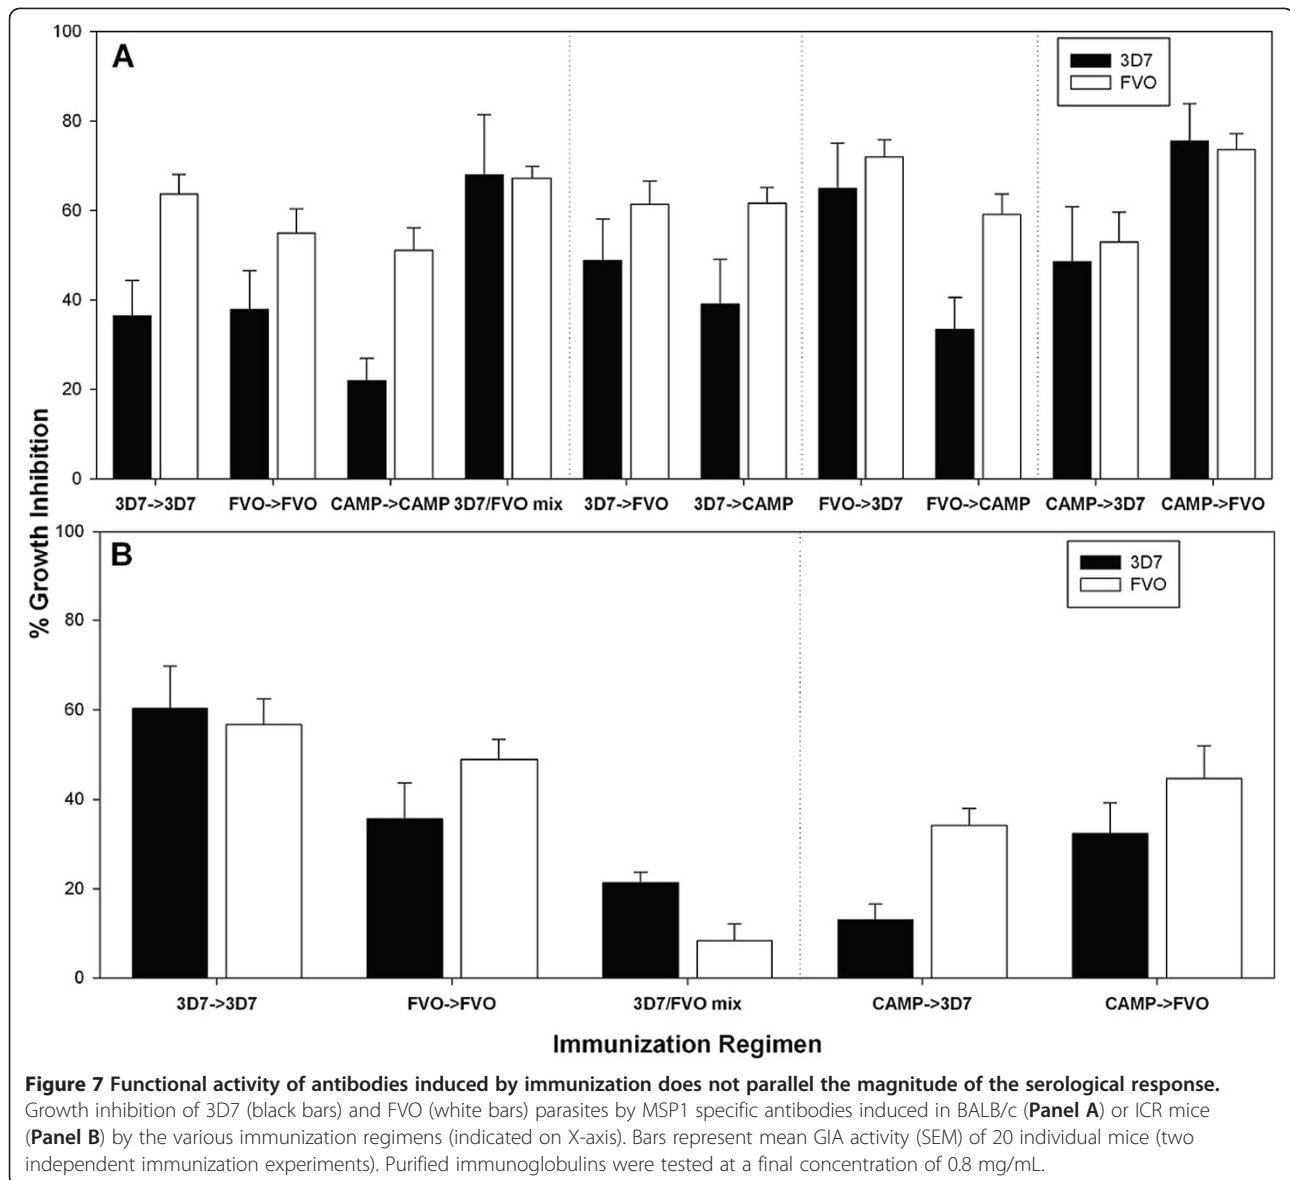 100
A
3D7
FVO
80
60
40
20
0
3D7->3D7 FVO->FVO CAMP->CAMP 3D7/FVO mix 3D7->FVO 3D7->CAMP FVO->3D7 FVO->CAMP CAMP->3D7 CAMP->FVO
% Growth Inhibition
100
B
3D7
FVO
80
60
40
20
0
3D7->3D7 FVO->FVO 3D7/FVO mix CAMP->3D7 CAMP->FVO
Immunization Regimen
Figure 7 Functional activity of antibodies induced by immunization does not parallel the magnitude of the serological response.
Growth inhibition of 3D7 (black bars) and FVO (white bars) parasites by MSP1 specific antibodies induced in BALB/c (Panel A) or ICR mice
(Panel B) by the various immunization regimens (indicated on X-axis). Bars represent mean GIA activity (SEM) of 20 individual mice (two
independent immunization experiments). Purified immunoglobulins were tested at a final concentration of 0.8 mg/mL.